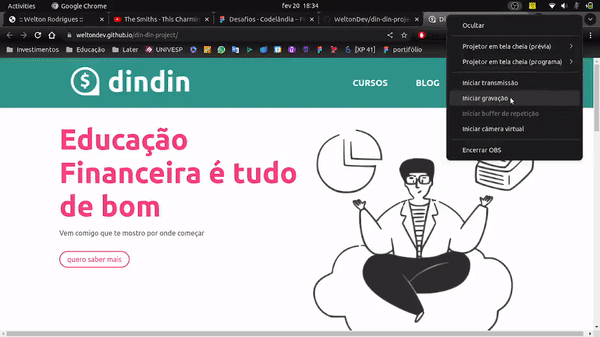 Activities Google Chrome fev 20 18:34
:: Welton Rodrigues :: The Smiths - This Charmin Desafios - Codelândia – F weltonDev/din-din-projec
weltondev.github.io/din-din-project/
Investimentos Educação Later UNIVESP [XP 41] portifólio
dindin CURSOS BLOG
Educação
Financeira é tudo
de bom
Vem comigo que te mostro por onde começar
quero saber mais
Ocultar
Projetor em tela cheia (prévia)
Projetor em tela cheia (programa)
Iniciar transmissão
Iniciar gravação
Iniciar buffer de repetição
Iniciar câmera virtual
Encerrar OBS